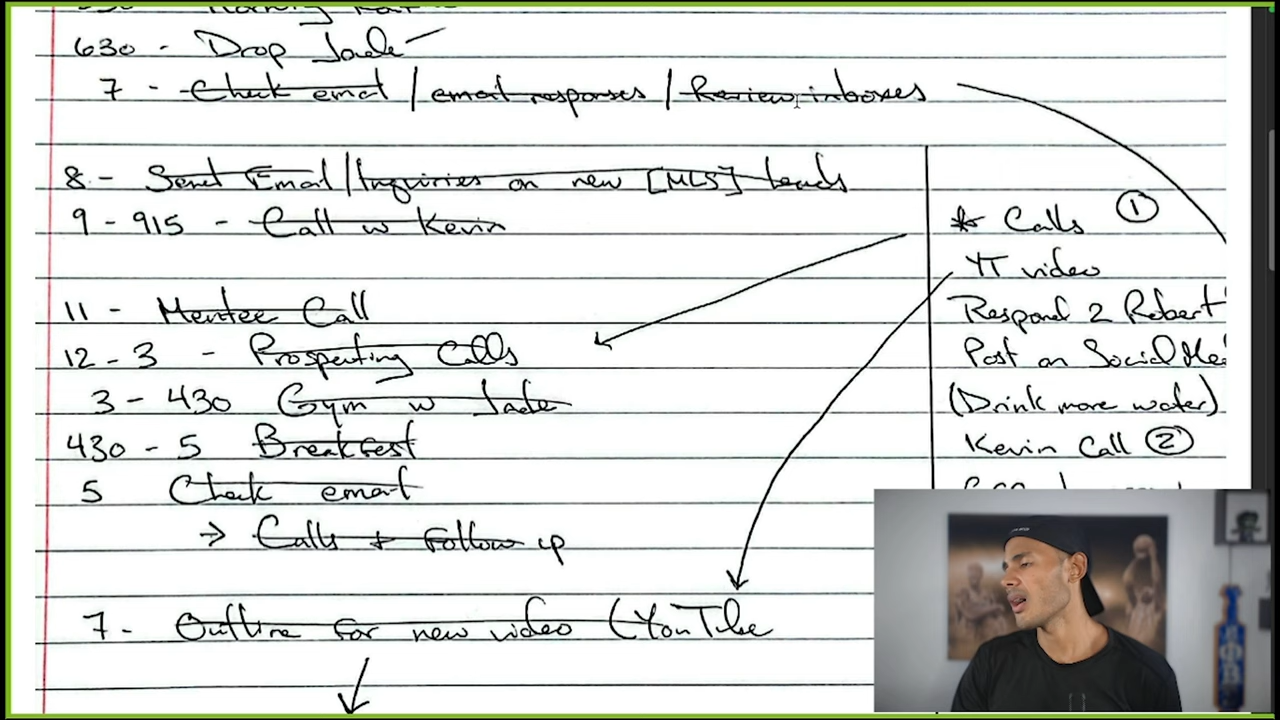 630 - Drop Jade
7 - Check email / email responses / Review inboxes
8 - Send Email / Inquiries on new [MLS] leads
9 - 915 - Call w Kevin
11 - Mentee Call
12 - 3 - Prospecting Calls
3 - 430 Gym w Jade
430 - 5 Breakfast
5 Check email
→ Calls + Follow up
7 - Outline for new video (YouTube
* Calls ①
YT video
Respond 2 Robert
Post on Social Me
(Drink more water)
Kevin Call ②